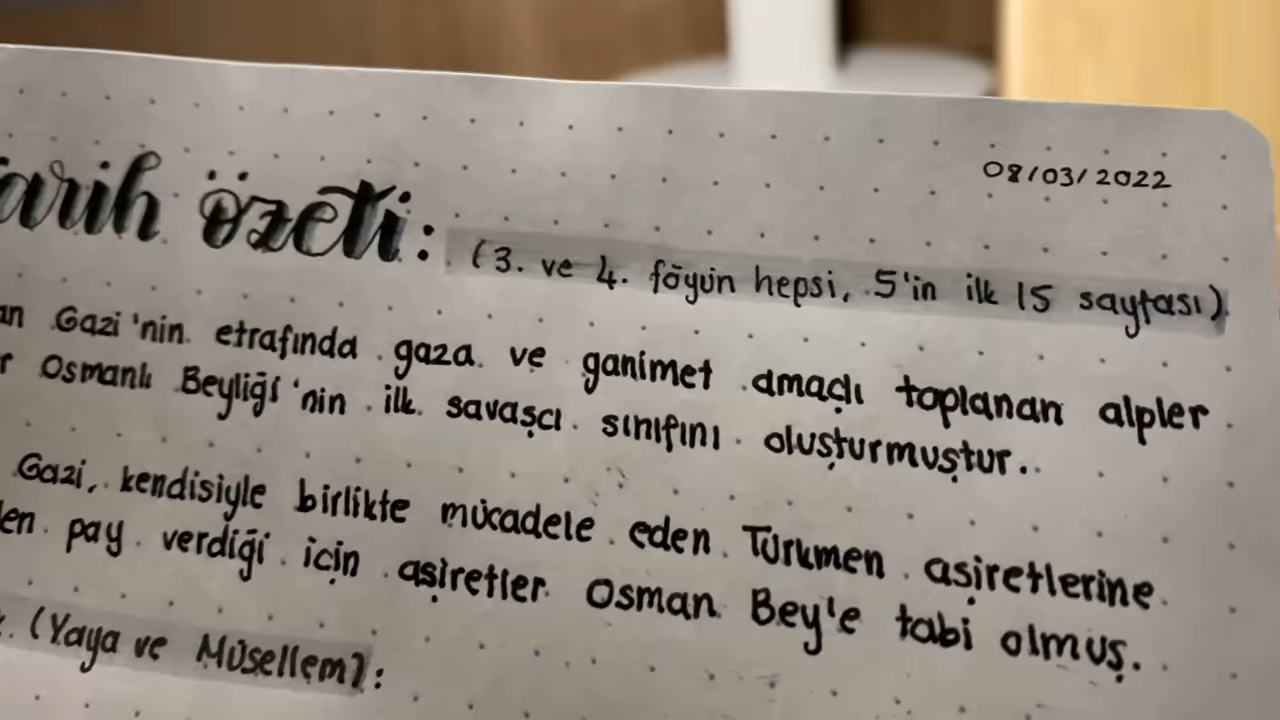 08/03/2022
arih özeti: (3. ve 4. föyün hepsi, 5'in ilk 15 sayfası)
an Gazi'nin etrafında gaza ve ganimet amaçlı toplanan alpler
r Osmanlı Beyliği'nin ilk savaşçı sınıfını oluşturmuştur.
Gazi, kendisiyle birlikte mücadele eden Türkmen aşiretlerine
den pay verdiği için aşiretler Osman Bey'e tabi olmuş.
(Yaya ve Müsellem):